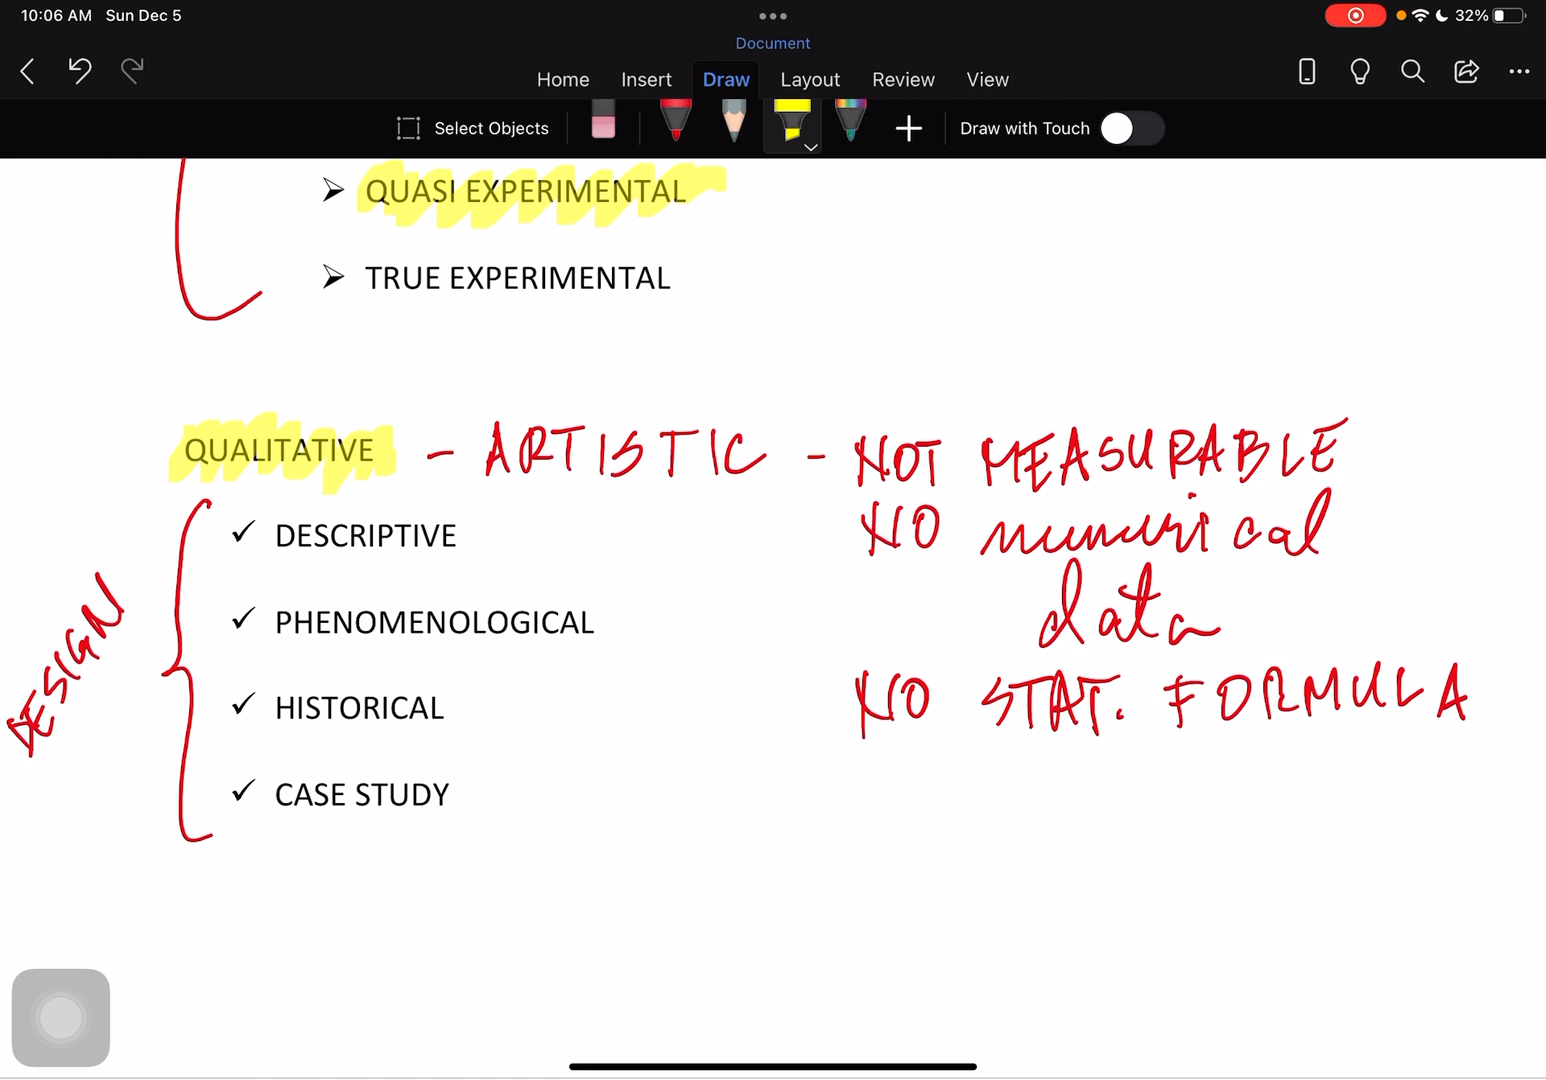 10:06 AM Sun Dec 5
32%
Document
Home Insert Draw Layout Review View
Select Objects
Draw with Touch
➢ QUASI EXPERIMENTAL
➢ TRUE EXPERIMENTAL
QUALITATIVE - ARTISTIC - NOT MEASURABLE
✓ DESCRIPTIVE
NO numerical
data
✓ PHENOMENOLOGICAL
DESIGN
✓ HISTORICAL
NO STAT. FORMULA
✓ CASE STUDY